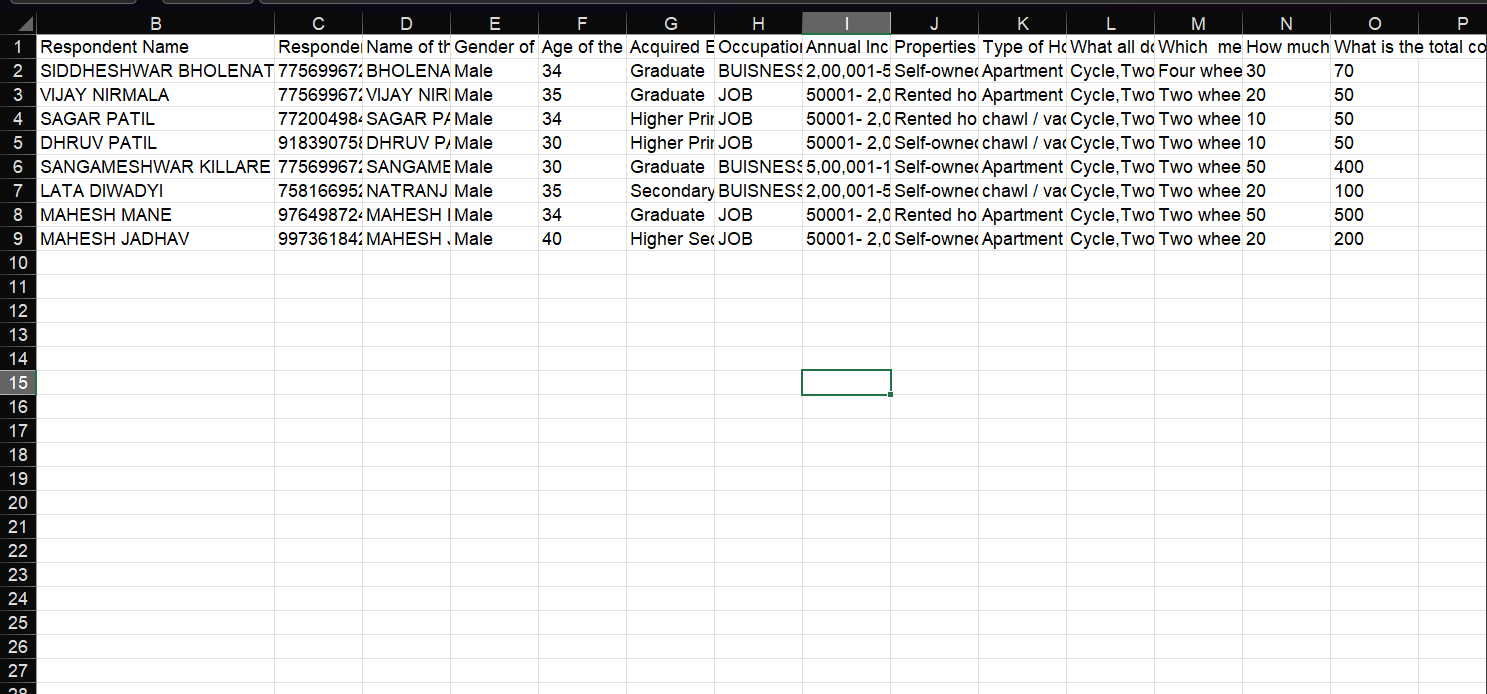 B C D E F G H I J K L M N O P
1 Respondent Name Responde Name of th Gender of Age of the Acquired E Occupation Annual Inc Properties Type of Ho What all do Which me How much What is the total co
2 SIDDHESHWAR BHOLENAT 775699672 BHOLENA Male 34 Graduate BUISNESS 2,00,001-5 Self-owned Apartment Cycle,Two Four whee 30 70
3 VIJAY NIRMALA 775699672 VIJAY NIR Male 35 Graduate JOB 50001- 2,0 Rented ho Apartment Cycle,Two Two whee 20 50
4 SAGAR PATIL 772004984 SAGAR PA Male 34 Higher Prir JOB 50001- 2,0 Rented ho chawl / vac Cycle,Two Two whee 10 50
5 DHRUV PATIL 918390758 DHRUV PA Male 30 Higher Prir JOB 50001- 2,0 Self-owned chawl / vac Cycle,Two Two whee 10 50
6 SANGAMESHWAR KILLARE 775699672 SANGAME Male 30 Graduate BUISNESS 5,00,001-1 Self-owned Apartment Cycle,Two Two whee 50 400
7 LATA DIWADYI 758166952 NATRANJ Male 35 Secondary BUISNESS 2,00,001-5 Self-owned chawl / vac Cycle,Two Two whee 20 100
8 MAHESH MANE 976498724 MAHESH Male 34 Graduate JOB 50001- 2,0 Rented ho Apartment Cycle,Two Two whee 50 500
9 MAHESH JADHAV 997361842 MAHESH Male 40 Higher Sec JOB 50001- 2,0 Self-owned Apartment Cycle,Two Two whee 20 200
10
11
12
13
14
15
16
17
18
19
20
21
22
23
24
25
26
27
28